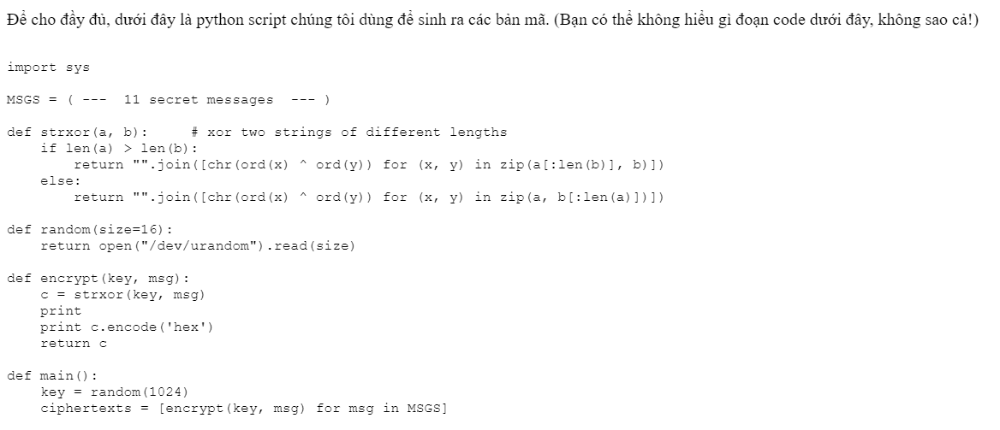 Để cho đầy đủ, dưới đây là python script chúng tôi dùng để sinh ra các bản mã. (Bạn có thể không hiểu gì đoạn code dưới đây, không sao cả!)
import sys
MSGS = ( ---  11 secret messages  --- )
def strxor(a, b):     # xor two strings of different lengths
    if len(a) > len(b):
        return "".join([chr(ord(x) ^ ord(y)) for (x, y) in zip(a[:len(b)], b)])
    else:
        return "".join([chr(ord(x) ^ ord(y)) for (x, y) in zip(a, b[:len(a)])])
def random(size=16):
    return open("/dev/urandom").read(size)
def encrypt(key, msg):
    c = strxor(key, msg)
    print
    print c.encode('hex')
    return c
def main():
    key = random(1024)
    ciphertexts = [encrypt(key, msg) for msg in MSGS]